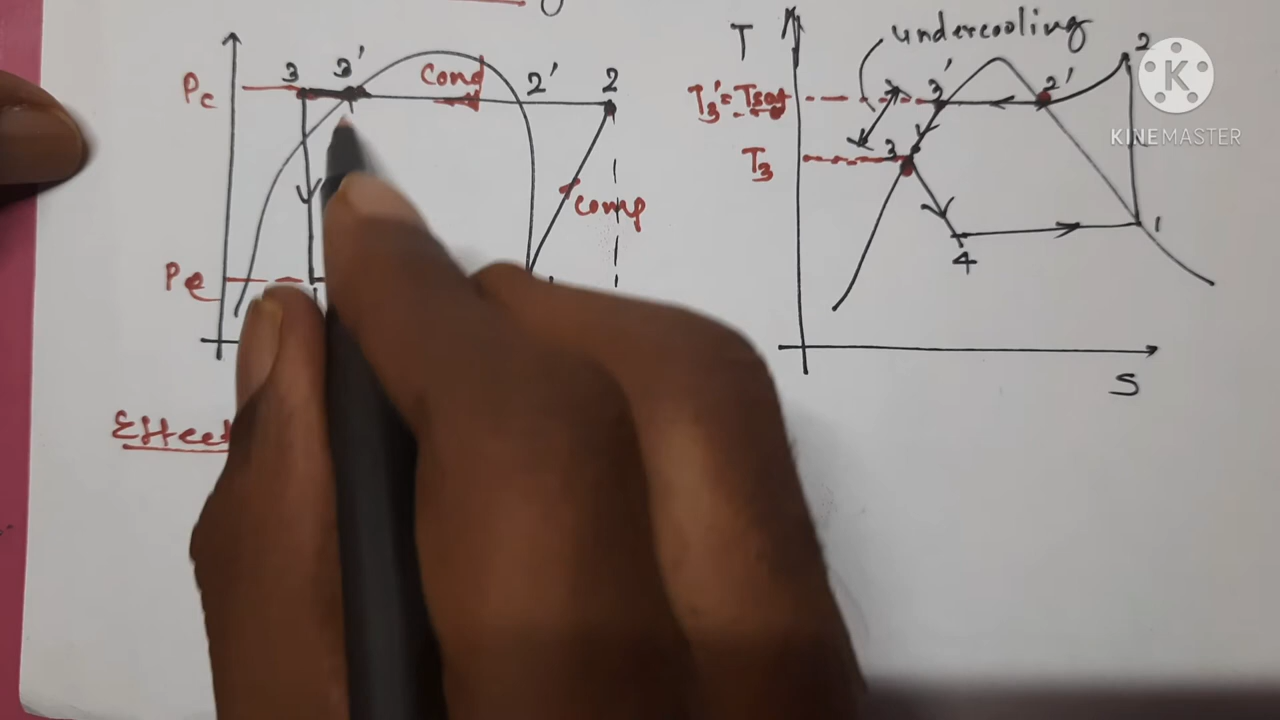 Pc
3
3'
Cond
2'
2
Comp
Pe
Effect
T
undercooling
T3'=Tsat
T3
3'
2'
2
3
4
1
S
K
KINEMASTER